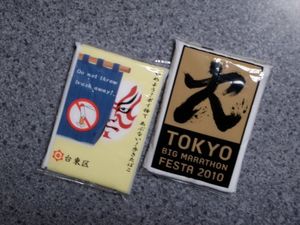 Do not throw
trash away!
台東区
大
TOKYO
BIG MARATHON
FESTA 2010